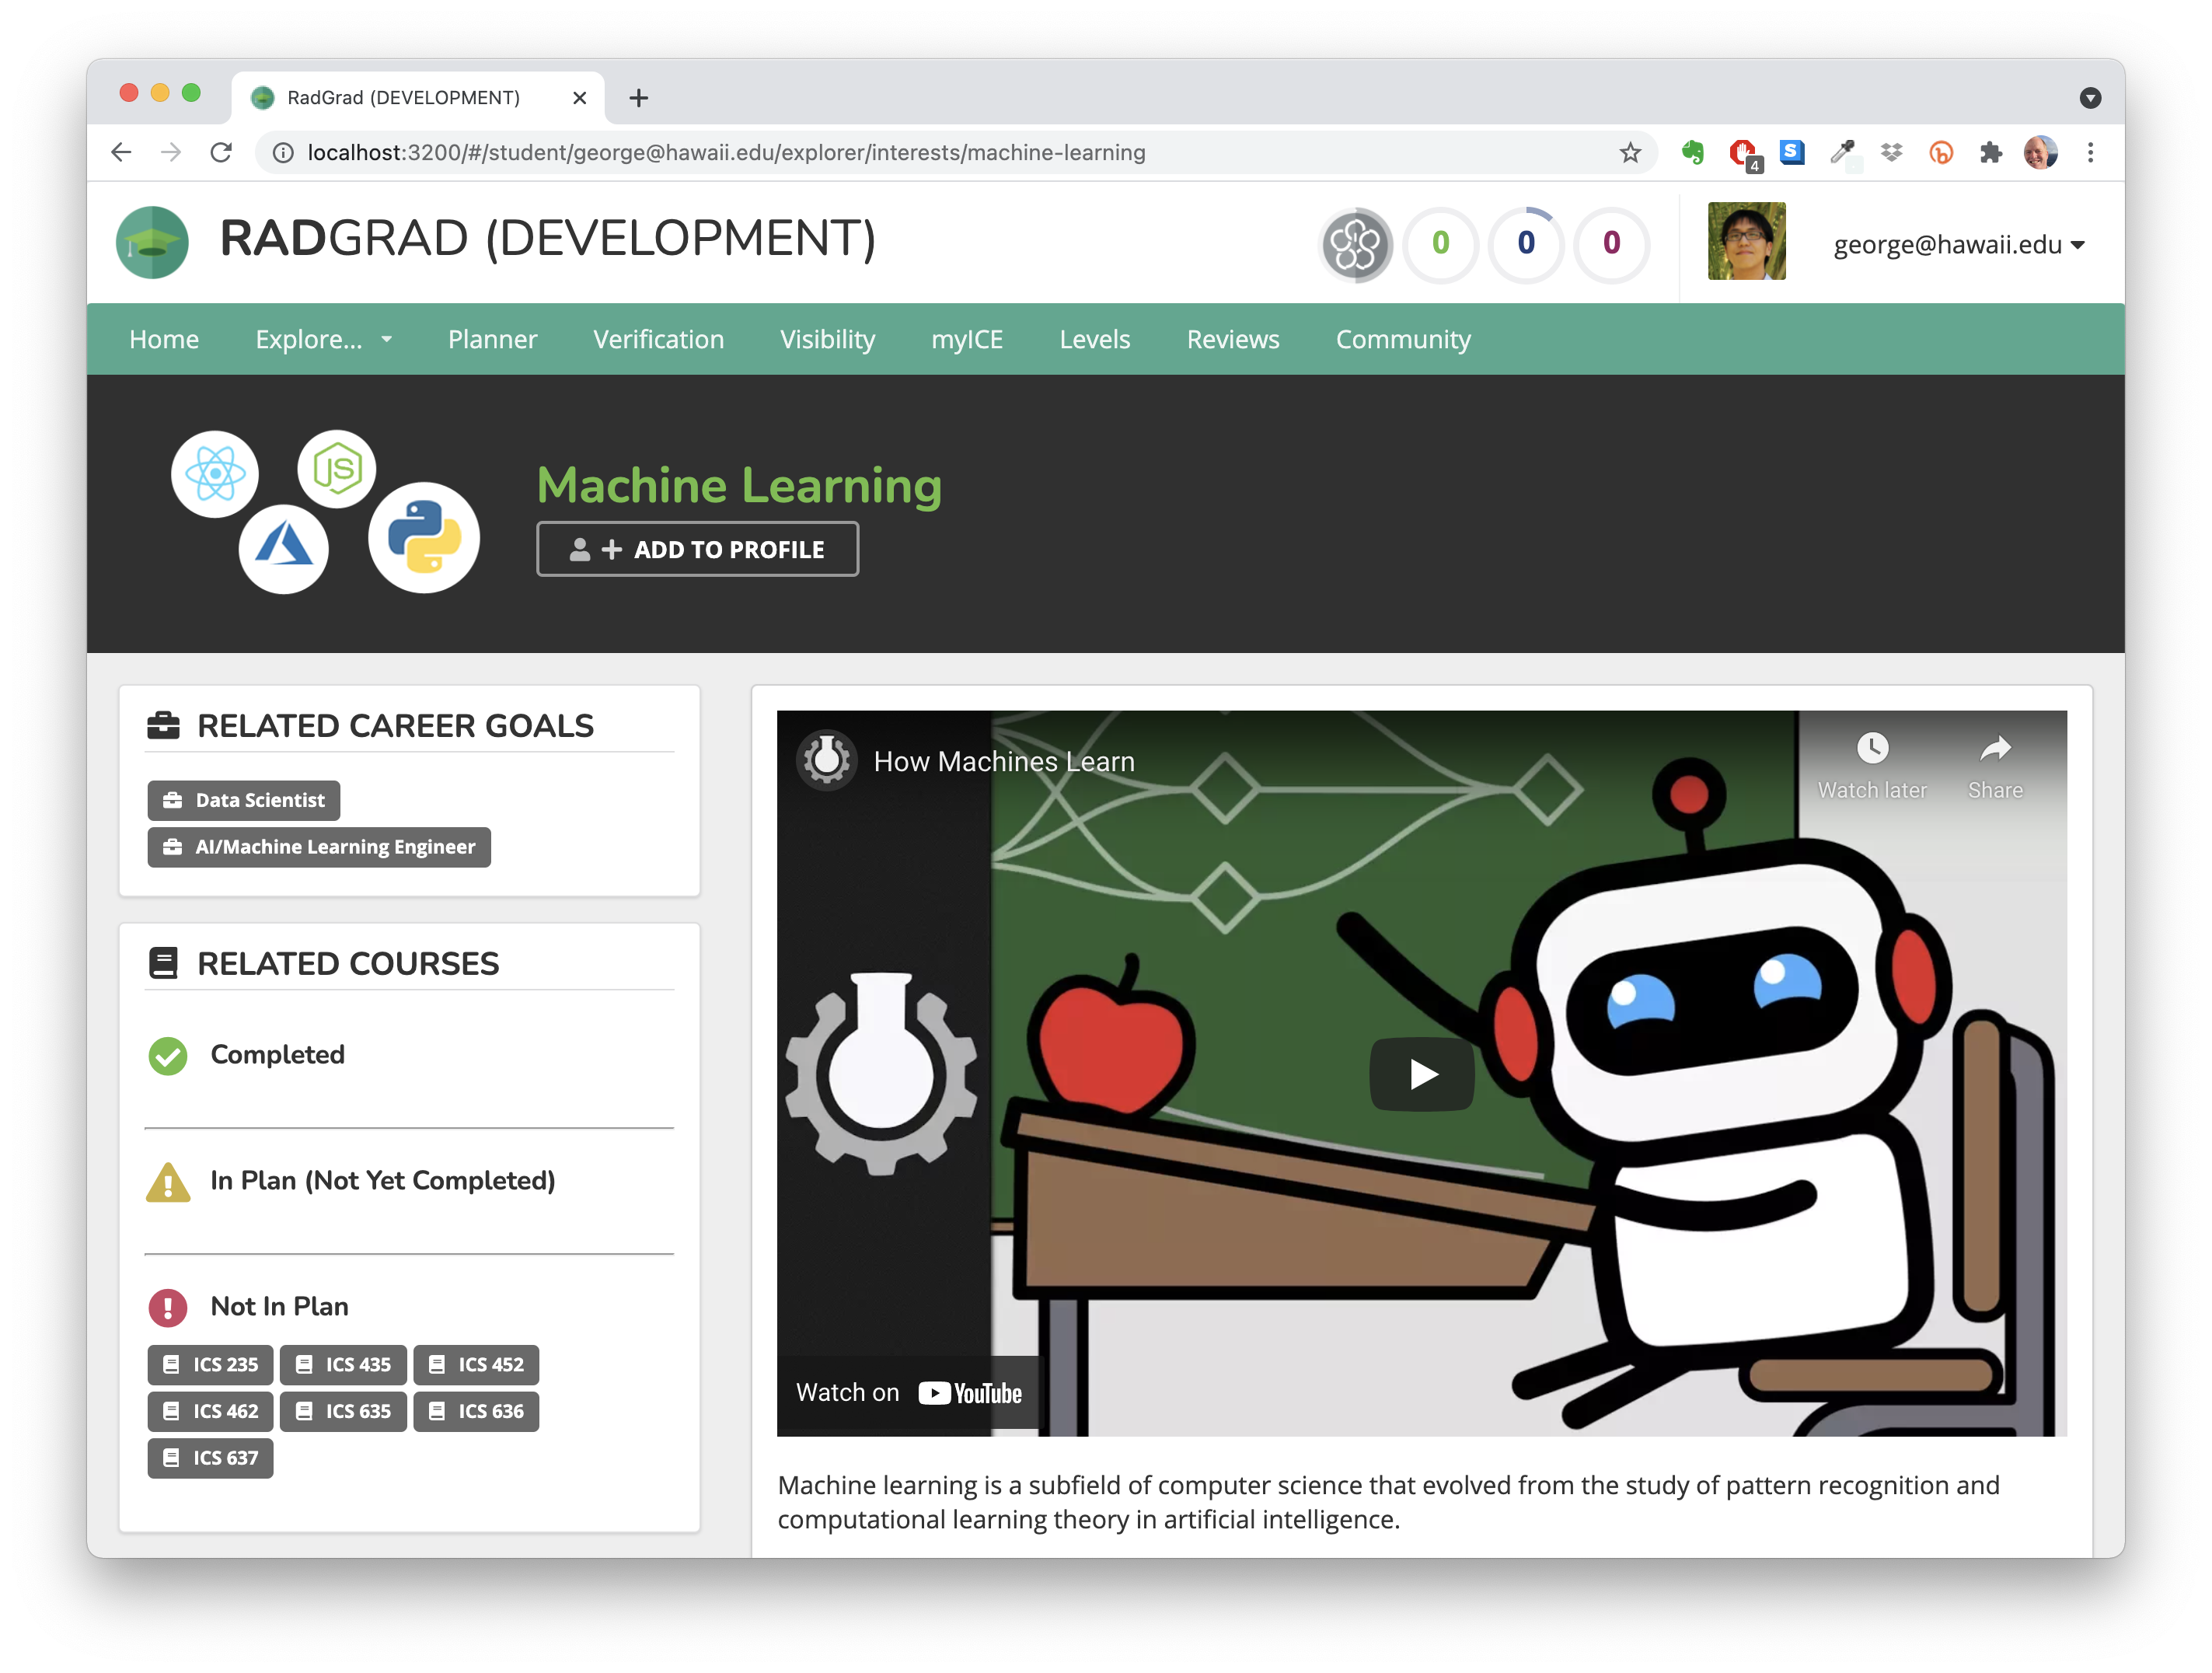 RadGrad (DEVELOPMENT)
localhost:3200/#/student/george@hawaii.edu/explorer/interests/machine-learning
4
S
RADGRAD (DEVELOPMENT)
0
0
0
george@hawaii.edu
Home
Explore...
Planner
Verification
Visibility
myICE
Levels
Reviews
Community
JS
Machine Learning
ADD TO PROFILE
RELATED CAREER GOALS
Data Scientist
AI/Machine Learning Engineer
RELATED COURSES
Completed
In Plan (Not Yet Completed)
Not In Plan
ICS 235
ICS 435
ICS 452
ICS 462
ICS 635
ICS 636
ICS 637
How Machines Learn
Watch later
Share
Watch on YouTube
Machine learning is a subfield of computer science that evolved from the study of pattern recognition and
computational learning theory in artificial intelligence.